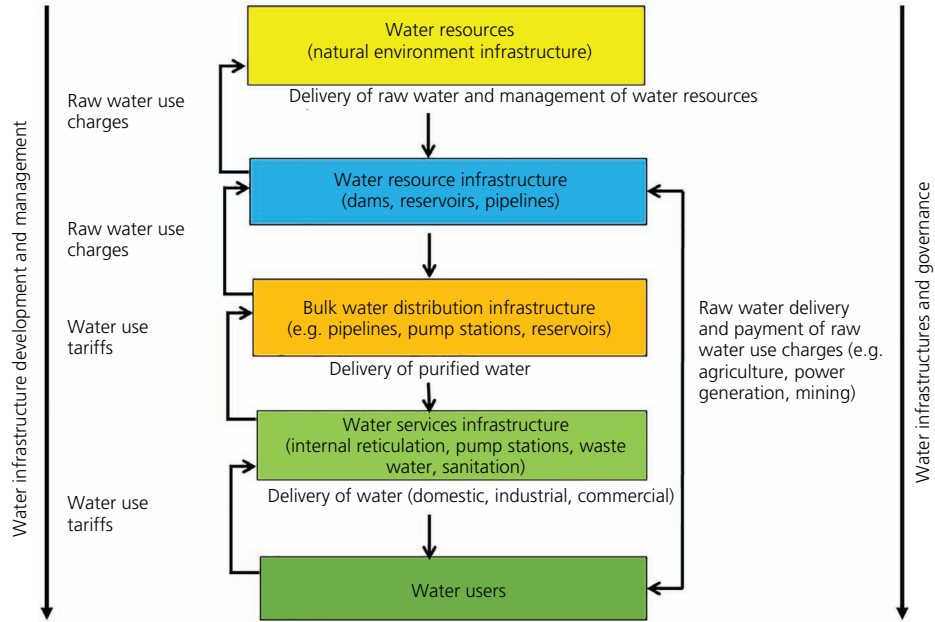 Water resources
(natural environment infrastructure)
Delivery of raw water and management of water resources
Raw water use
charges
Water resource infrastructure
(dams, reservoirs, pipelines)
Raw water use
charges
Bulk water distribution infrastructure
(e.g. pipelines, pump stations, reservoirs)
Water use
tariffs
Delivery of purified water
Water services infrastructure
(internal reticulation, pump stations, waste
water, sanitation)
Delivery of water (domestic, industrial, commercial)
Water use
tariffs
Water users
Raw water delivery
and payment of raw
water use charges (e.g.
agriculture, power
generation, mining)
Water infrastructure development and management
Water infrastructures and governance